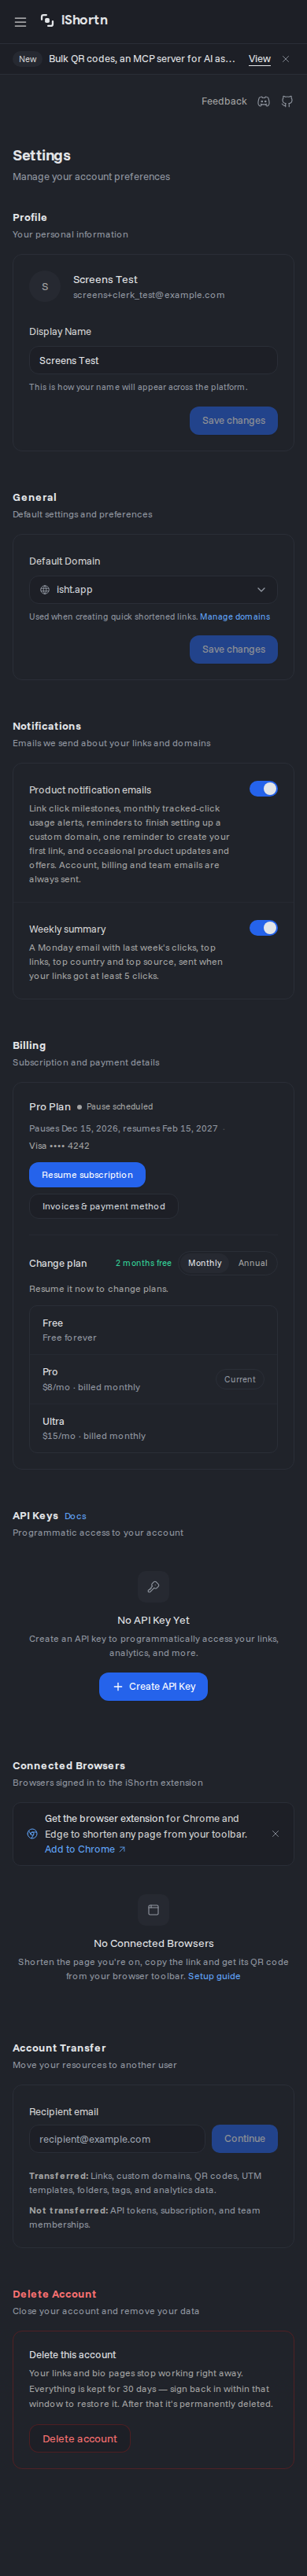 IShortn
New Bulk QR codes, an MCP server for AI as... View
Feedback
Settings
Manage your account preferences
Profile
Your personal information
S
Screens Test
screens+clerk_test@example.com
Display Name
Screens Test
This is how your name will appear across the platform.
Save changes
General
Default settings and preferences
Default Domain
isht.app
Used when creating quick shortened links. Manage domains
Save changes
Notifications
Emails we send about your links and domains
Product notification emails
Link click milestones, monthly tracked-click
usage alerts, reminders to finish setting up a
custom domain, one reminder to create your
first link, and occasional product updates and
offers. Account, billing and team emails are
always sent.
Weekly summary
A Monday email with last week's clicks, top
links, top country and top source, sent when
your links got at least 5 clicks.
Billing
Subscription and payment details
Pro Plan Pause scheduled
Pauses Dec 15, 2026, resumes Feb 15, 2027 ·
Visa •••• 4242
Resume subscription
Invoices & payment method
Change plan 2 months free Monthly Annual
Resume it now to change plans.
Free
Free forever
Pro
$8/mo · billed monthly
Current
Ultra
$15/mo · billed monthly
API Keys Docs
Programmatic access to your account
No API Key Yet
Create an API key to programmatically access your links,
analytics, and more.
+ Create API Key
Connected Browsers
Browsers signed in to the iShortn extension
Get the browser extension for Chrome and
Edge to shorten any page from your toolbar.
Add to Chrome ↗
No Connected Browsers
Shorten the page you're on, copy the link and get its QR code
from your browser toolbar. Setup guide
Account Transfer
Move your resources to another user
Recipient email
recipient@example.com
Continue
Transferred: Links, custom domains, QR codes, UTM
templates, folders, tags, and analytics data.
Not transferred: API tokens, subscription, and team
memberships.
Delete Account
Close your account and remove your data
Delete this account
Your links and bio pages stop working right away.
Everything is kept for 30 days — sign back in within that
window to restore it. After that it's permanently deleted.
Delete account